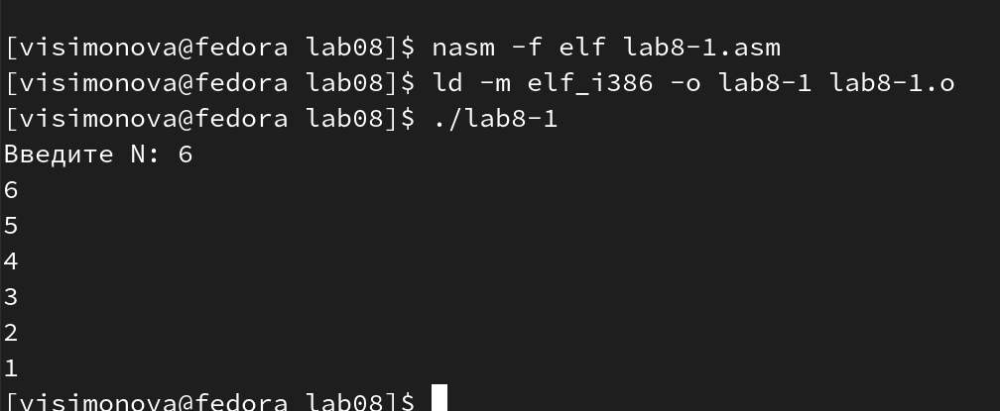 [visimonova@fedora lab08]$ nasm -f elf lab8-1.asm
[visimonova@fedora lab08]$ ld -m elf_i386 -o lab8-1 lab8-1.o
[visimonova@fedora lab08]$ ./lab8-1
Введите N: 6
6
5
4
3
2
1
[visimonova@fedora lab08]$